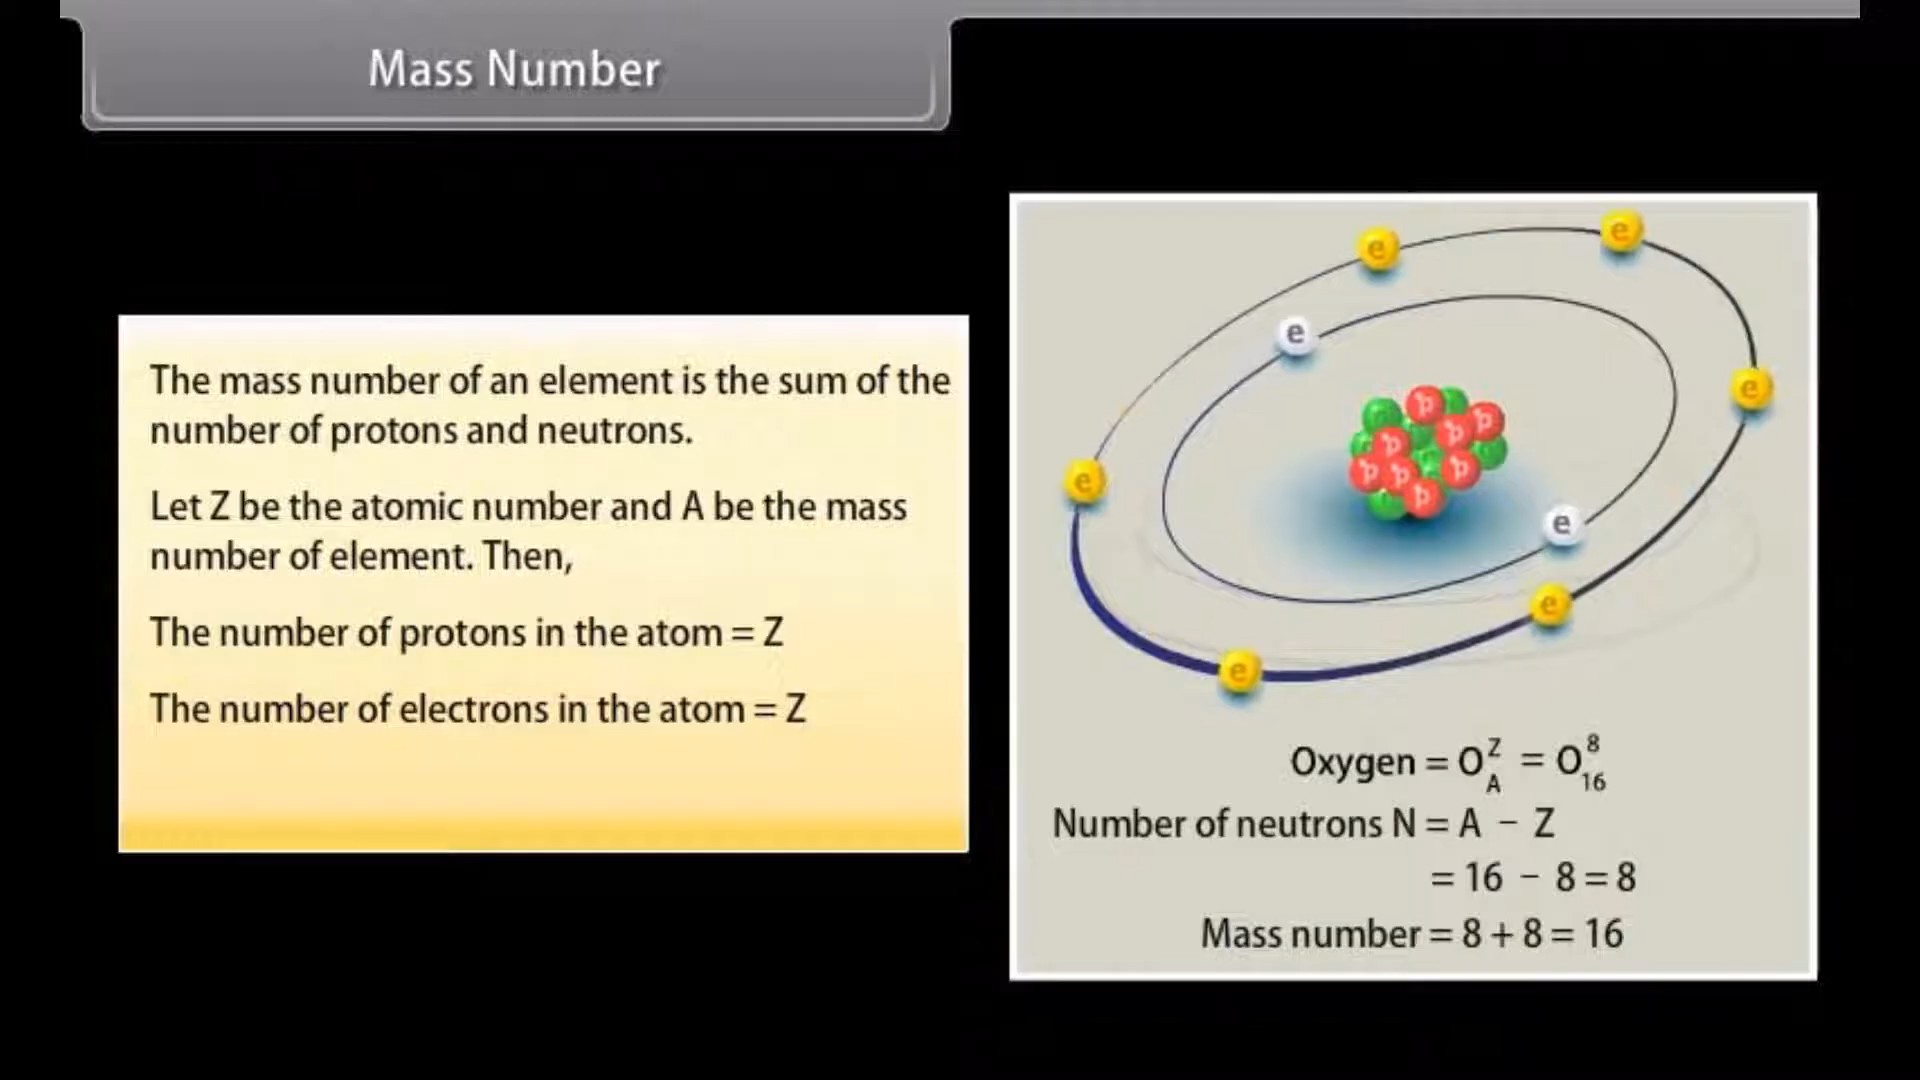 Mass Number
The mass number of an element is the sum of the
number of protons and neutrons.
Let Z be the atomic number and A be the mass
number of element. Then,
The number of protons in the atom = Z
The number of electrons in the atom = Z
e
e
e
e
p
p
p
p
p
p
p
p
e
e
e
e
Oxygen = O Z A = O 8 16
Number of neutrons N = A − Z
= 16 − 8 = 8
Mass number = 8 + 8 = 16